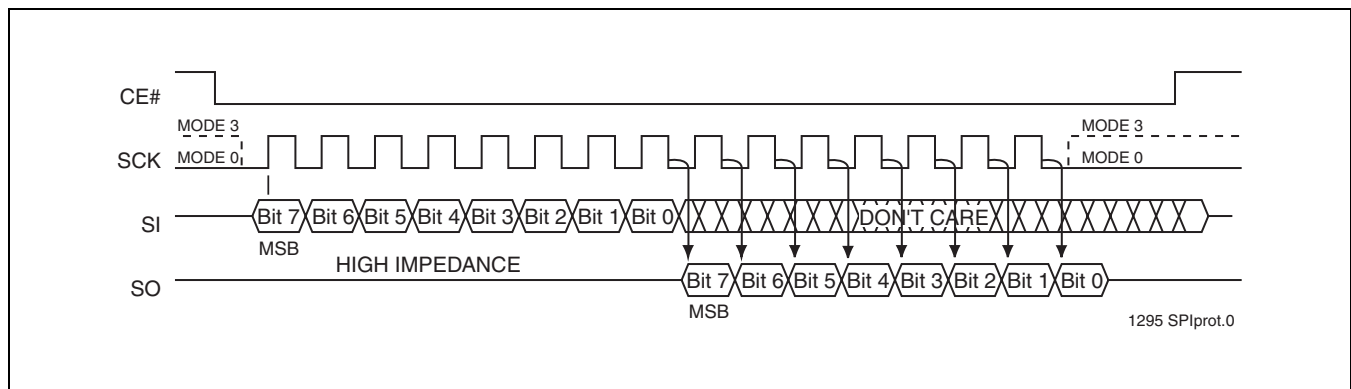 CE#
MODE 3 MODE 3
SCK MODE 0 MODE 0
SI Bit 7 Bit 6 Bit 5 Bit 4 Bit 3 Bit 2 Bit 1 Bit 0 DON'T CARE
MSB
HIGH IMPEDANCE
SO Bit 7 Bit 6 Bit 5 Bit 4 Bit 3 Bit 2 Bit 1 Bit 0
MSB
1295 SPIprot.0